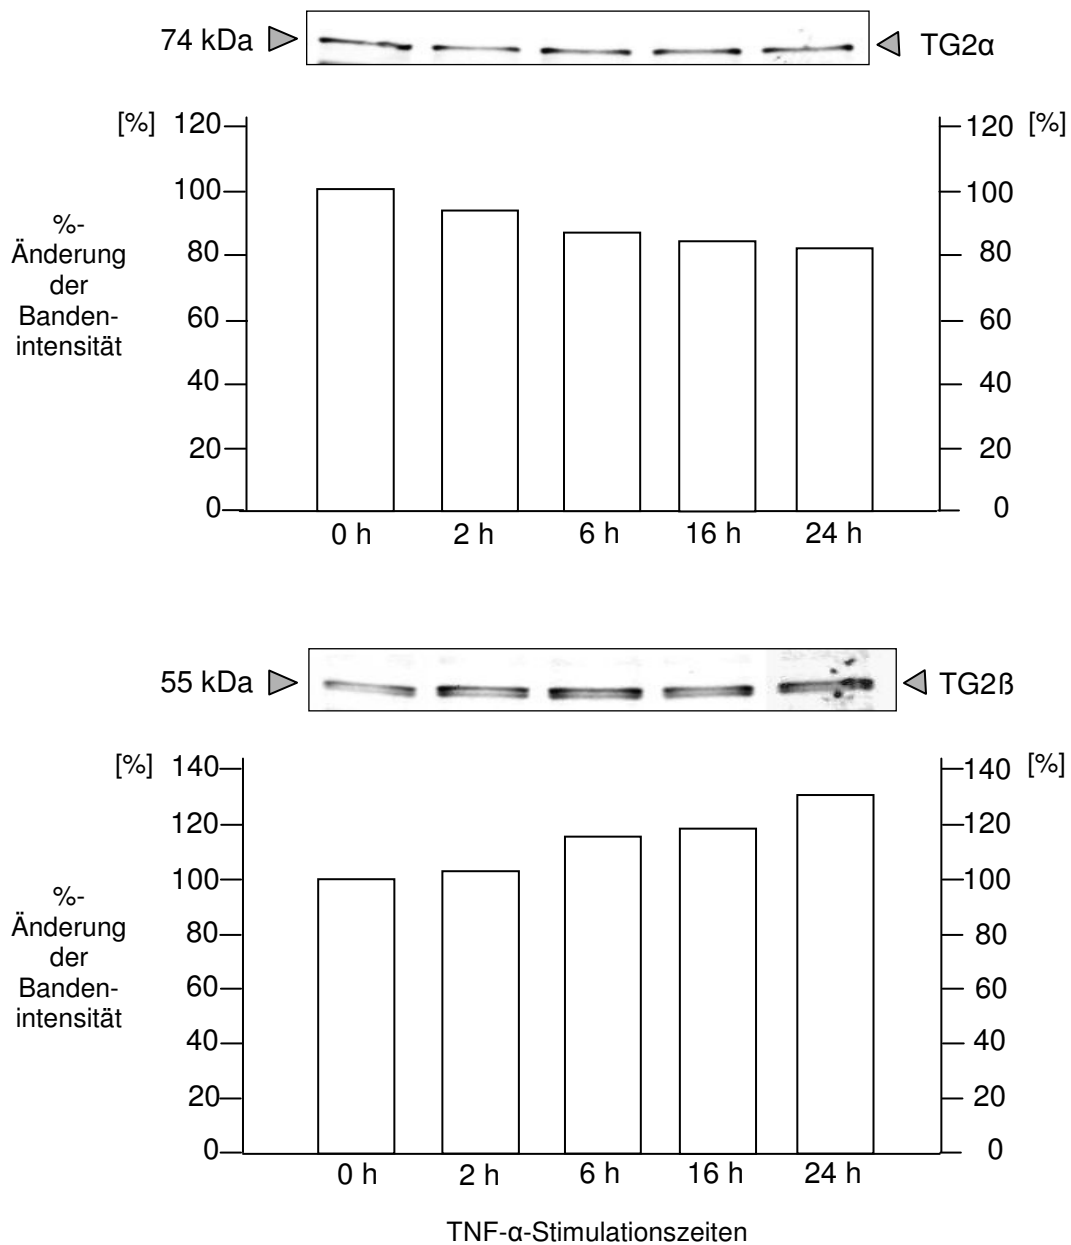 74 kDa TG2α
[%] 120 120 [%]
100 100
%-
Änderung
der
Banden-
intensität
80 80
60 60
40 40
20 20
0 0
0 h 2 h 6 h 16 h 24 h
55 kDa TG2ß
[%] 140 140 [%]
120 120
100 100
%-
Änderung
der
Banden-
intensität
80 80
60 60
40 40
20 20
0 0
0 h 2 h 6 h 16 h 24 h
TNF-α-Stimulationszeiten